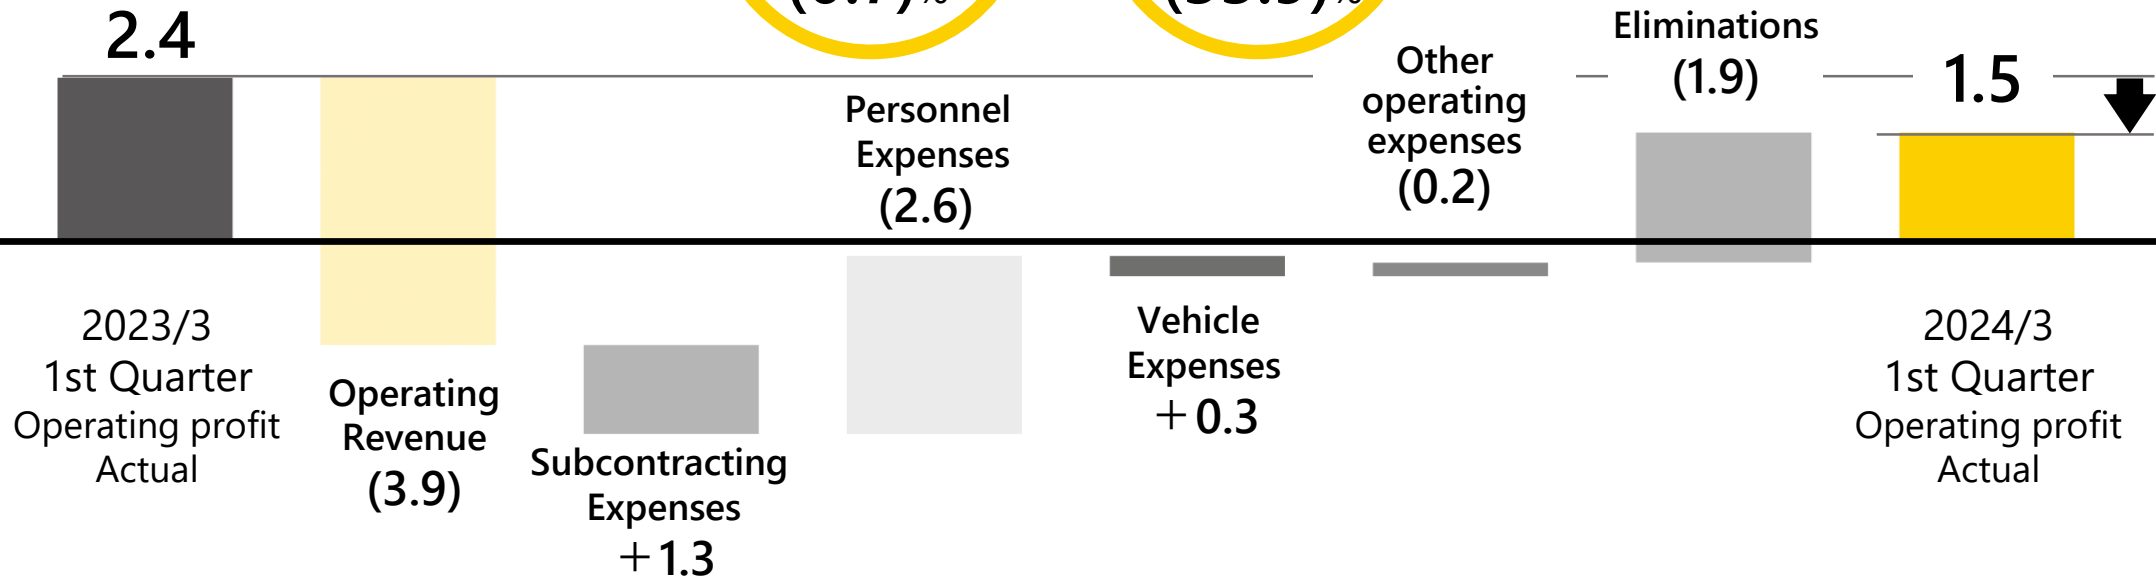 2.4
Operating
Revenue
(3.9)
Subcontracting
Expenses
+1.3
Personnel
Expenses
(2.6)
Vehicle
Expenses
+0.3
Other
operating
expenses
(0.2)
Eliminations
(1.9)
1.5
2023/3
1st Quarter
Operating profit
Actual
2024/3
1st Quarter
Operating profit
Actual